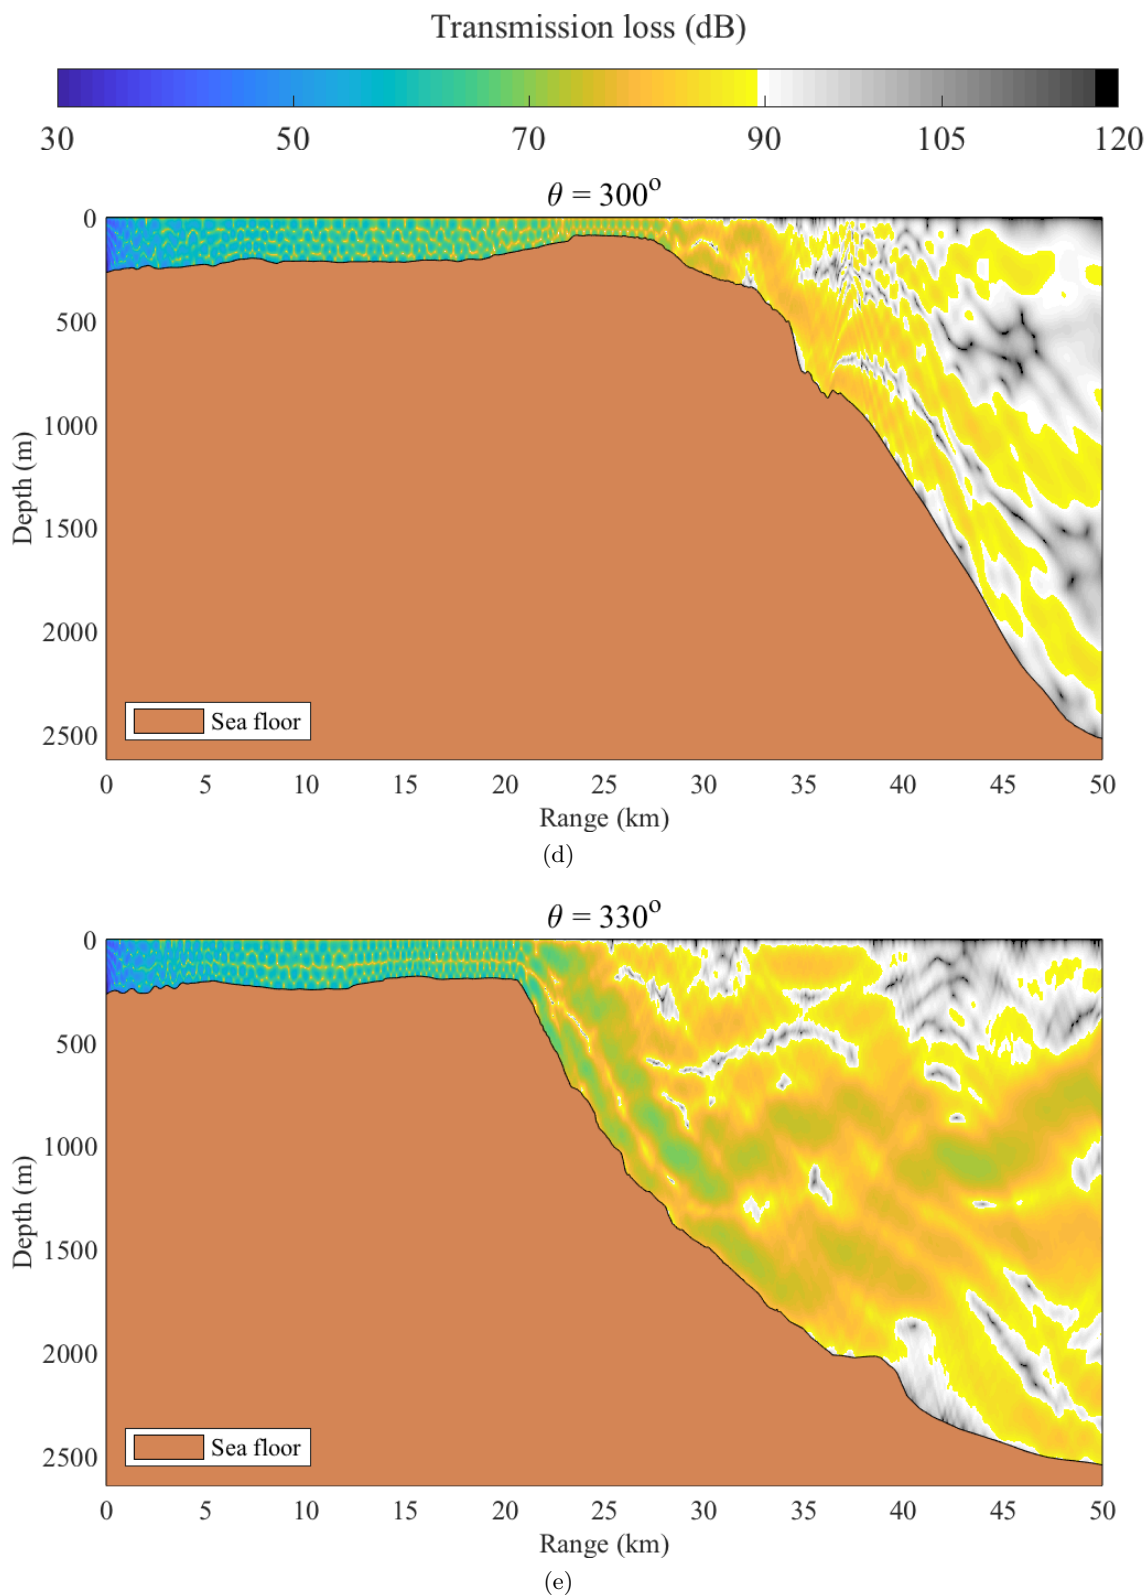 Transmission loss (dB)
30 50 70 90 105 120
θ = 300°
0
500
1000
1500
2000
2500
Depth (m)
Sea floor
0 5 10 15 20 25 30 35 40 45 50
Range (km)
(d)
θ = 330°
0
500
1000
1500
2000
2500
Depth (m)
Sea floor
0 5 10 15 20 25 30 35 40 45 50
Range (km)
(e)